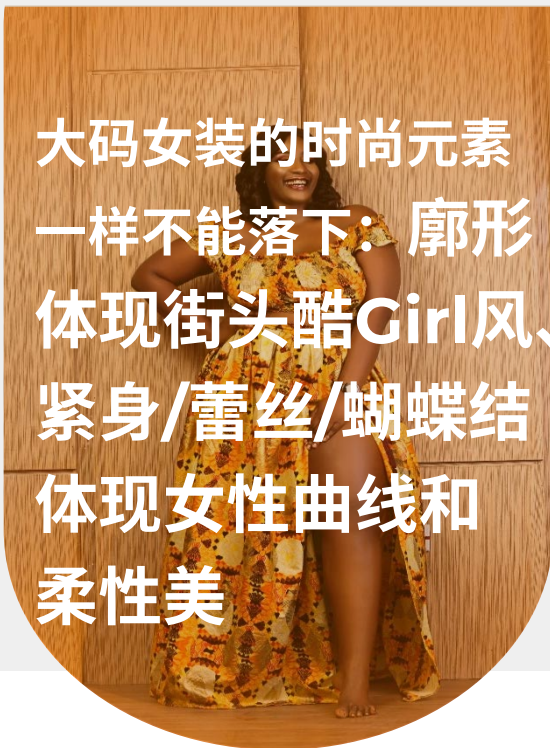 大码女装的时尚元素
一样不能落下：廓形
体现街头酷Girl风、
紧身/蕾丝/蝴蝶结
体现女性曲线和
柔性美